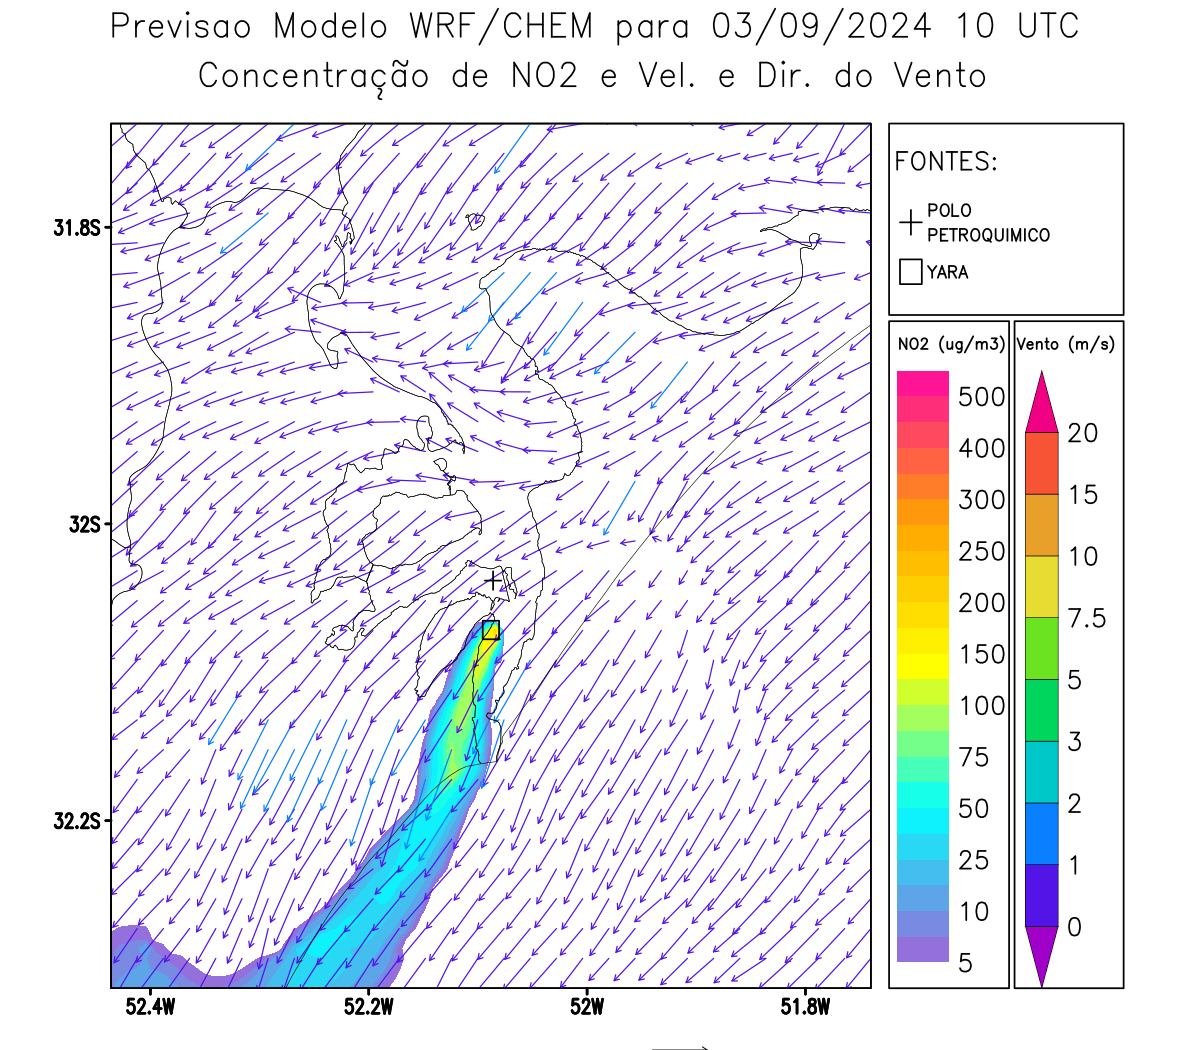 Previsao Modelo WRF/CHEM para 03/09/2024 10 UTC
Concentração de NO2 e Vel. e Dir. do Vento
31.8S
32S
32.2S
52.4W
52.2W
52W
51.8W
FONTES:
POLO
PETROQUIMICO
YARA
NO2 (ug/m3)
500
400
300
250
200
150
100
75
50
25
10
5
Vento (m/s)
20
15
10
7.5
5
3
2
1
0